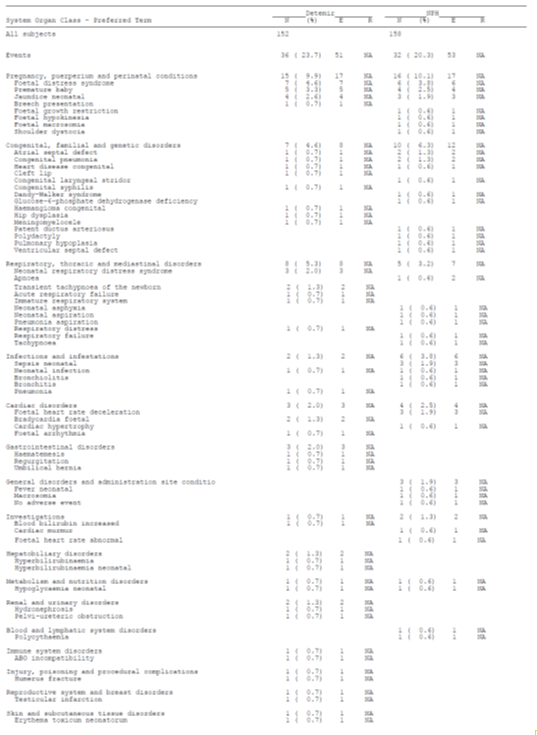 Detemir NPH
System Organ Class - Preferred Term N (%) E R N (%) E R
All subjects 152 158
Events 36 ( 23.7) 51 NA 32 ( 20.3) 53 NA
Pregnancy, puerperium and perinatal conditions 15 ( 9.9) 17 NA 16 ( 10.1) 17 NA
Foetal distress syndrome 7 ( 4.6) 7 NA 6 ( 3.8) 6 NA
Premature baby 5 ( 3.3) 5 NA 4 ( 2.5) 4 NA
Jaundice neonatal 4 ( 2.6) 4 NA 3 ( 1.9) 3 NA
Breech presentation 1 ( 0.7) 1 NA
Foetal growth restriction 1 ( 0.6) 1 NA
Foetal hypokinesia 1 ( 0.6) 1 NA
Foetal macrosomia 1 ( 0.6) 1 NA
Shoulder dystocia 1 ( 0.6) 1 NA
Congenital, familial and genetic disorders 7 ( 4.6) 8 NA 10 ( 6.3) 12 NA
Atrial septal defect 1 ( 0.7) 1 NA 2 ( 1.3) 2 NA
Congenital pneumonia 1 ( 0.7) 1 NA 2 ( 1.3) 2 NA
Heart disease congenital 1 ( 0.7) 1 NA 1 ( 0.6) 1 NA
Cleft lip 1 ( 0.7) 1 NA
Congenital laryngeal stridor 1 ( 0.6) 1 NA
Congenital syphilis 1 ( 0.7) 1 NA
Dandy-Walker syndrome 1 ( 0.6) 1 NA
Glucose-6-phosphate dehydrogenase deficiency 1 ( 0.6) 1 NA
Haemangioma congenital 1 ( 0.7) 1 NA
Hip dysplasia 1 ( 0.7) 1 NA
Meningomyelocele 1 ( 0.7) 1 NA
Patent ductus arteriosus 1 ( 0.6) 1 NA
Polydactyly 1 ( 0.6) 1 NA
Pulmonary hypoplasia 1 ( 0.6) 1 NA
Ventricular septal defect 1 ( 0.6) 1 NA
Respiratory, thoracic and mediastinal disorders 8 ( 5.3) 8 NA 5 ( 3.2) 7 NA
Neonatal respiratory distress syndrome 3 ( 2.0) 3 NA
Apnoea 1 ( 0.6) 2 NA
Transient tachypnoea of the newborn 2 ( 1.3) 2 NA
Acute respiratory failure 1 ( 0.7) 1 NA
Immature respiratory system 1 ( 0.7) 1 NA
Neonatal asphyxia 1 ( 0.6) 1 NA
Neonatal aspiration 1 ( 0.6) 1 NA
Pneumonia aspiration 1 ( 0.6) 1 NA
Respiratory distress 1 ( 0.7) 1 NA
Respiratory failure 1 ( 0.6) 1 NA
Tachypnoea 1 ( 0.6) 1 NA
Infections and infestations 2 ( 1.3) 2 NA 6 ( 3.8) 6 NA
Sepsis neonatal 3 ( 1.9) 3 NA
Neonatal infection 1 ( 0.7) 1 NA 1 ( 0.6) 1 NA
Bronchiolitis 1 ( 0.6) 1 NA
Bronchitis 1 ( 0.6) 1 NA
Pneumonia 1 ( 0.7) 1 NA
Cardiac disorders 3 ( 2.0) 3 NA 4 ( 2.5) 4 NA
Foetal heart rate deceleration 3 ( 1.9) 3 NA
Bradycardia foetal 2 ( 1.3) 2 NA
Cardiac hypertrophy 1 ( 0.6) 1 NA
Foetal arrhythmia 1 ( 0.7) 1 NA
Gastrointestinal disorders 3 ( 2.0) 3 NA
Haematemesis 1 ( 0.7) 1 NA
Regurgitation 1 ( 0.7) 1 NA
Umbilical hernia 1 ( 0.7) 1 NA
General disorders and administration site conditio 3 ( 1.9) 3 NA
Fever neonatal 1 ( 0.6) 1 NA
Macrosomia 1 ( 0.6) 1 NA
No adverse event 1 ( 0.6) 1 NA
Investigations 1 ( 0.7) 1 NA 2 ( 1.3) 2 NA
Blood bilirubin increased 1 ( 0.7) 1 NA
Cardiac murmur 1 ( 0.6) 1 NA
Foetal heart rate abnormal 1 ( 0.6) 1 NA
Hepatobiliary disorders 2 ( 1.3) 2 NA
Hyperbilirubinaemia 1 ( 0.7) 1 NA
Hyperbilirubinaemia neonatal 1 ( 0.7) 1 NA
Metabolism and nutrition disorders 1 ( 0.7) 1 NA 1 ( 0.6) 1 NA
Hypoglycaemia neonatal 1 ( 0.7) 1 NA 1 ( 0.6) 1 NA
Renal and urinary disorders 2 ( 1.3) 2 NA
Hydronephrosis 1 ( 0.7) 1 NA
Pelvi-ureteric obstruction 1 ( 0.7) 1 NA
Blood and lymphatic system disorders 1 ( 0.6) 1 NA
Polycythaemia 1 ( 0.6) 1 NA
Immune system disorders 1 ( 0.7) 1 NA
ABO incompatibility 1 ( 0.7) 1 NA
Injury, poisoning and procedural complications 1 ( 0.7) 1 NA
Humerus fracture 1 ( 0.7) 1 NA
Reproductive system and breast disorders 1 ( 0.7) 1 NA
Testicular infarction 1 ( 0.7) 1 NA
Skin and subcutaneous tissue disorders 1 ( 0.7) 1 NA
Erythema toxicum neonatorum 1 ( 0.7) 1 NA